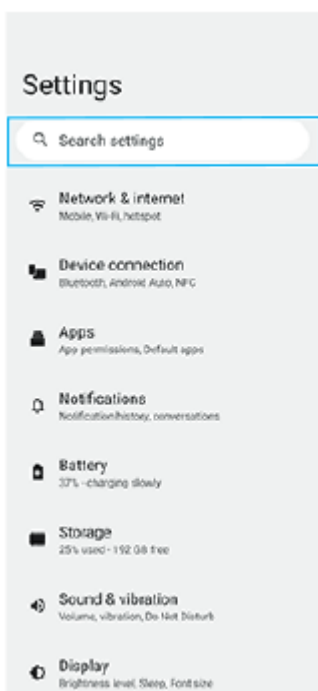 Settings
Search settings
Network & internet
Mobile, Wi-Fi, hotspot
Device connection
Bluetooth, Android Auto, NFC
Apps
App permissions, Default apps
Notifications
Notification history, conversations
Battery
37% - charging slowly
Storage
25% used - 192 GB free
Sound & vibration
Volume, vibration, Do Not Disturb
Display
Brightness level, Sleep, Font size